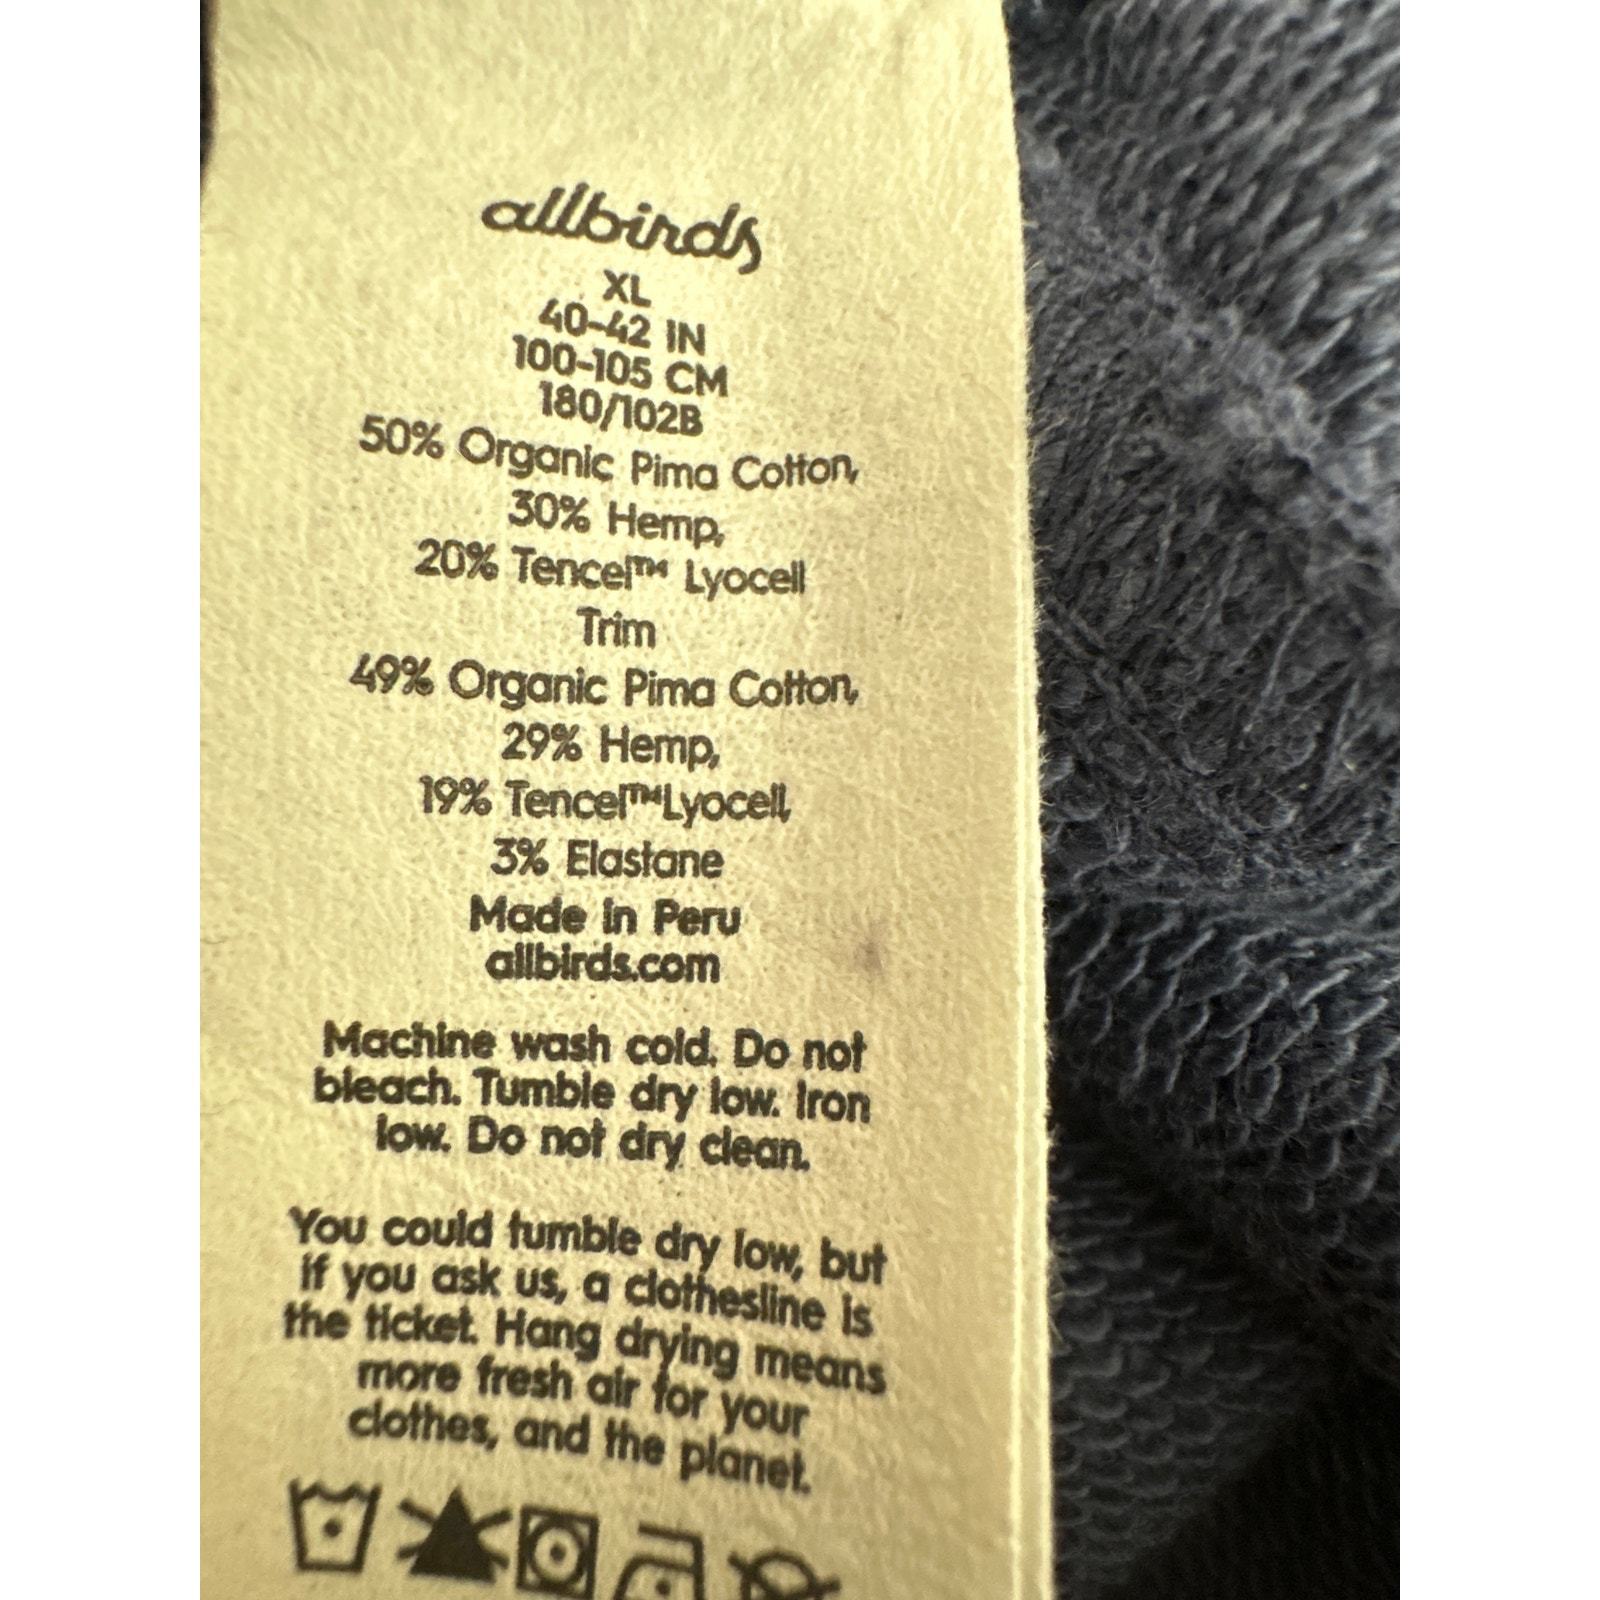 allbirds
XL
40-42 IN
100-105 CM
180/102B
50% Organic Pima Cotton,
30% Hemp,
20% Tencel™ Lyocell
Trim
49% Organic Pima Cotton,
29% Hemp,
19% Tencel™Lyocell,
3% Elastane
Made in Peru
allbirds.com
Machine wash cold. Do not
bleach. Tumble dry low. Iron
low. Do not dry clean.
You could tumble dry low, but
if you ask us, a clothesline is
the ticket. Hang drying means
more fresh air for your
clothes, and the planet.